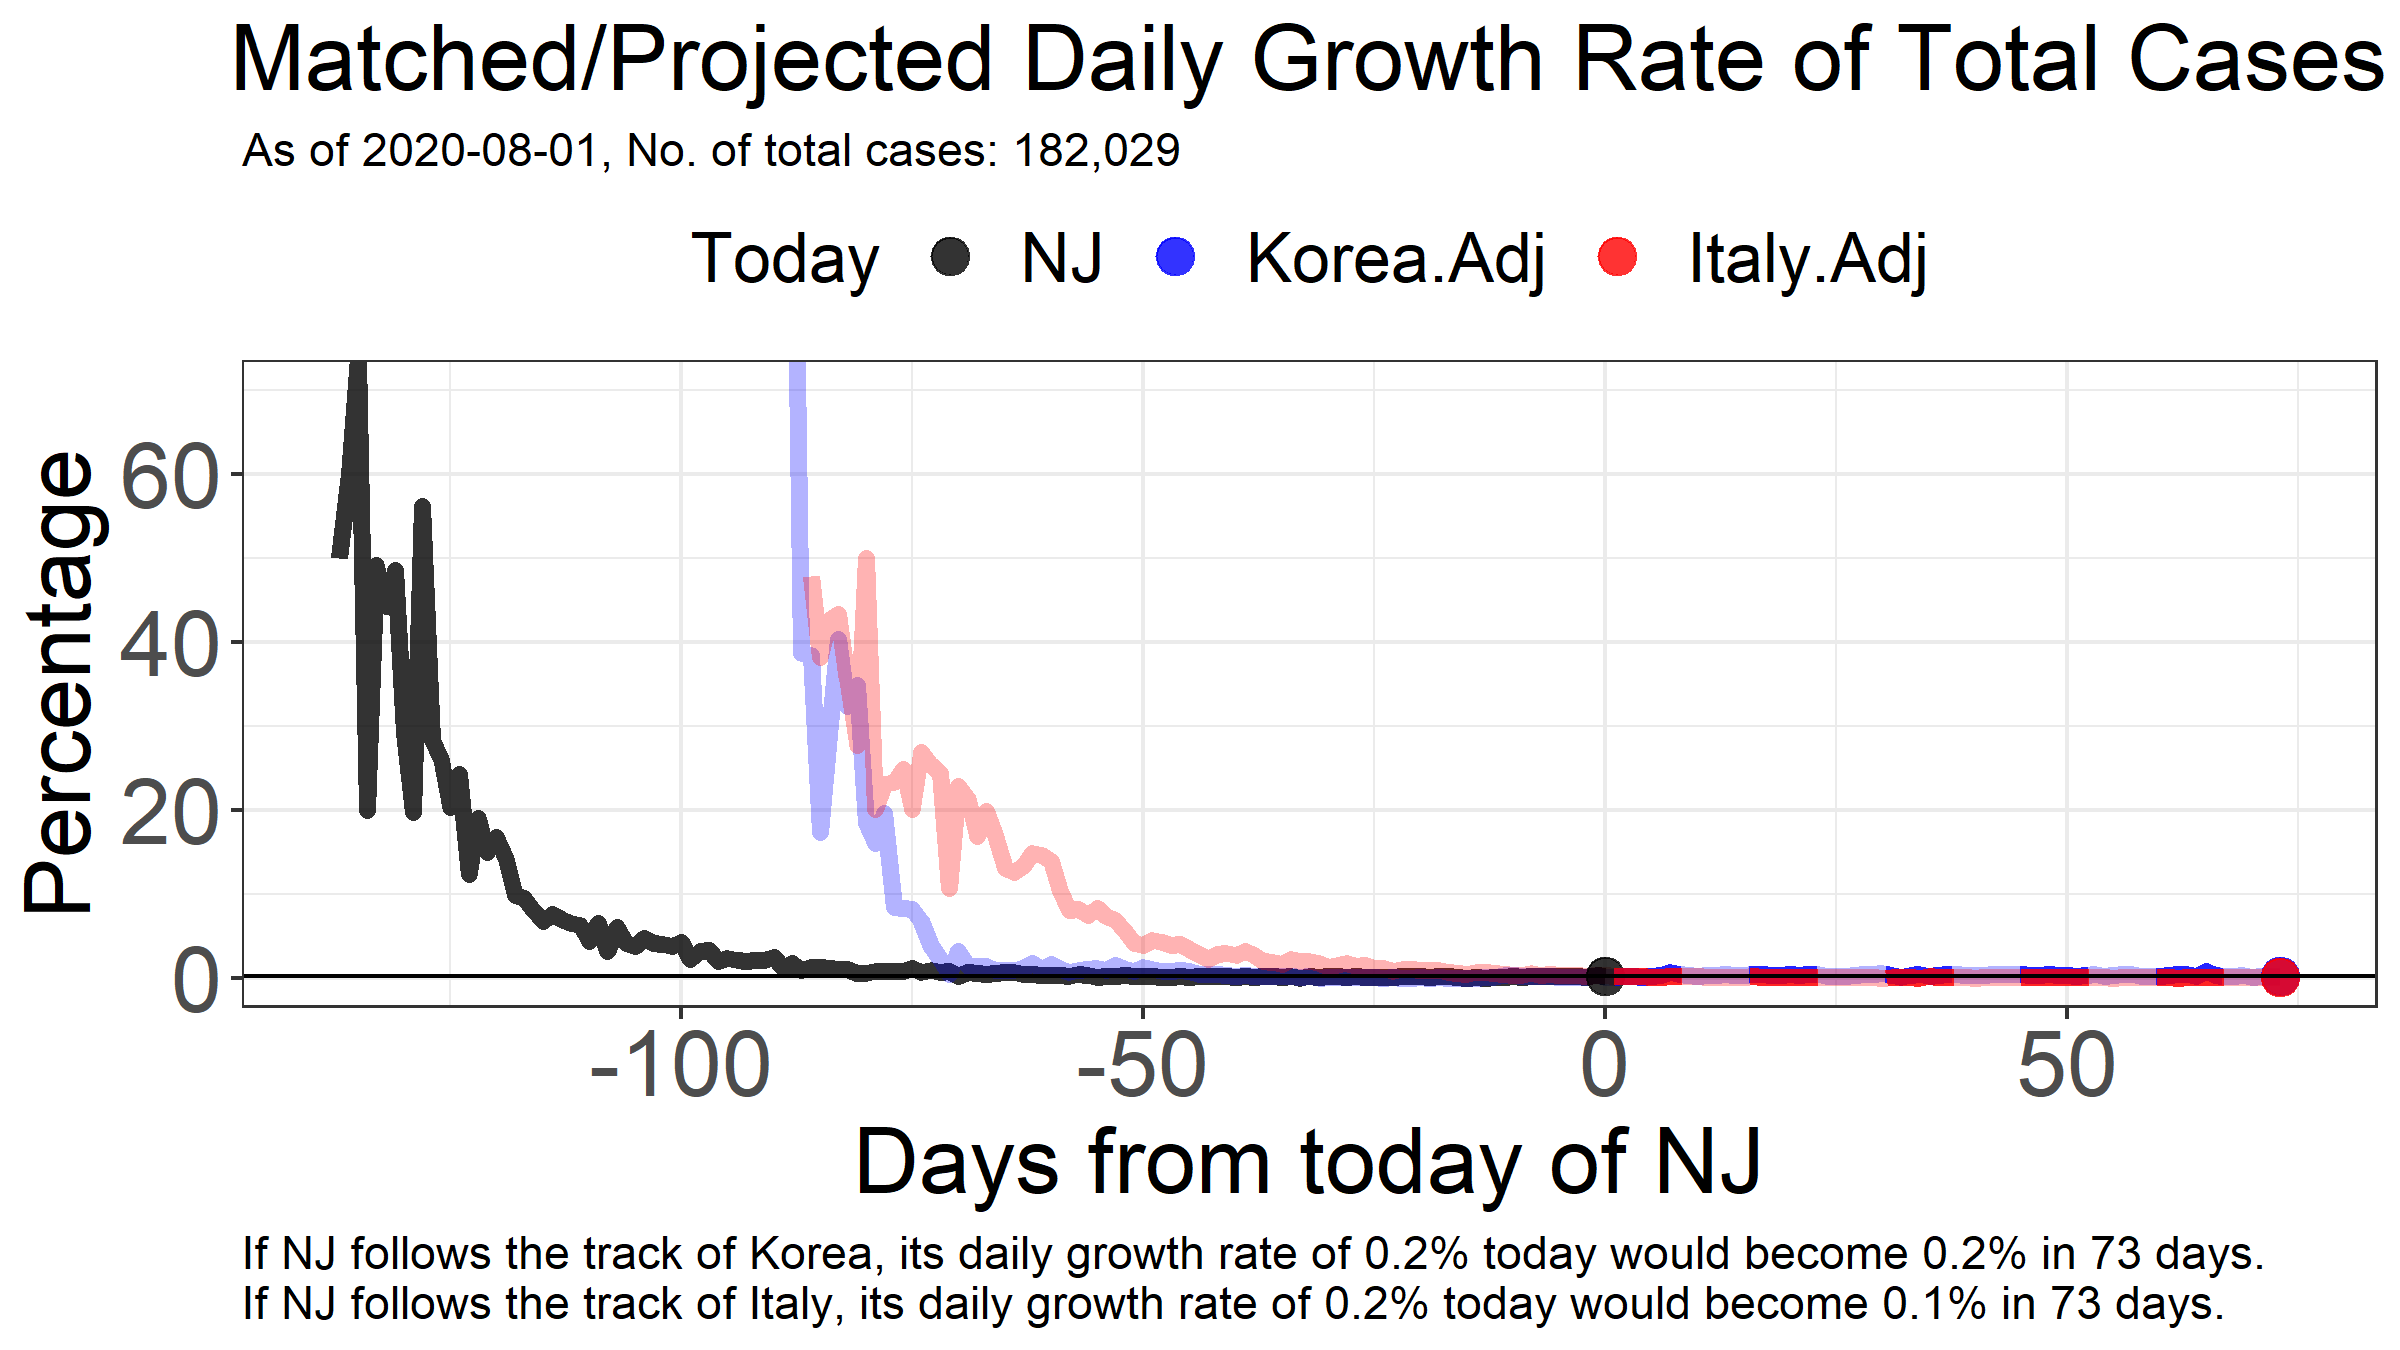 Matched/Projected Daily Growth Rate of Total Cases
As of 2020-08-01, No. of total cases: 182,029
Today NJ Korea.Adj Italy.Adj
Percentage
60
40
20
0
-100 -50 0 50
Days from today of NJ
If NJ follows the track of Korea, its daily growth rate of 0.2% today would become 0.2% in 73 days.
If NJ follows the track of Italy, its daily growth rate of 0.2% today would become 0.1% in 73 days.